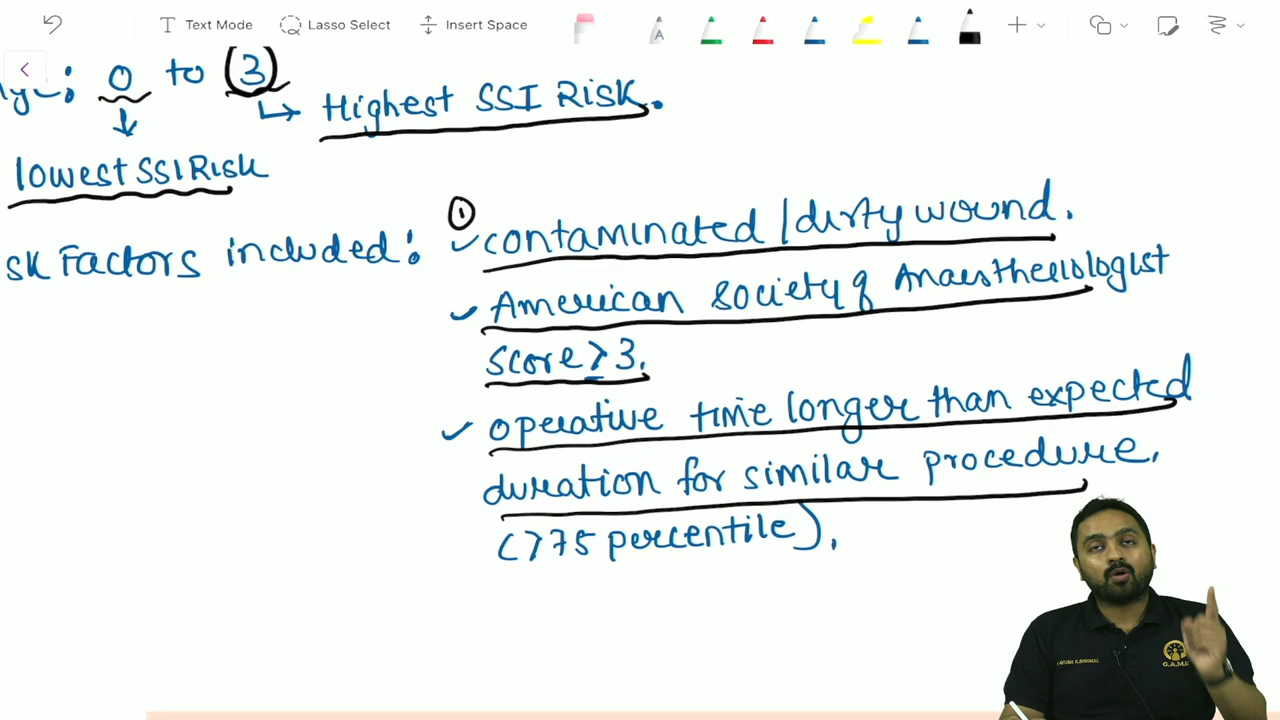 Text Mode Lasso Select Insert Space
0 to 3
Highest SSI Risk.
lowest SSI Risk
sk Factors included: ① contaminated / dirty wound.
American society of Anaesthesiologist
score ≥ 3.
operative time longer than expected
duration for similar procedure.
(>75 percentile).
G.A.M.E